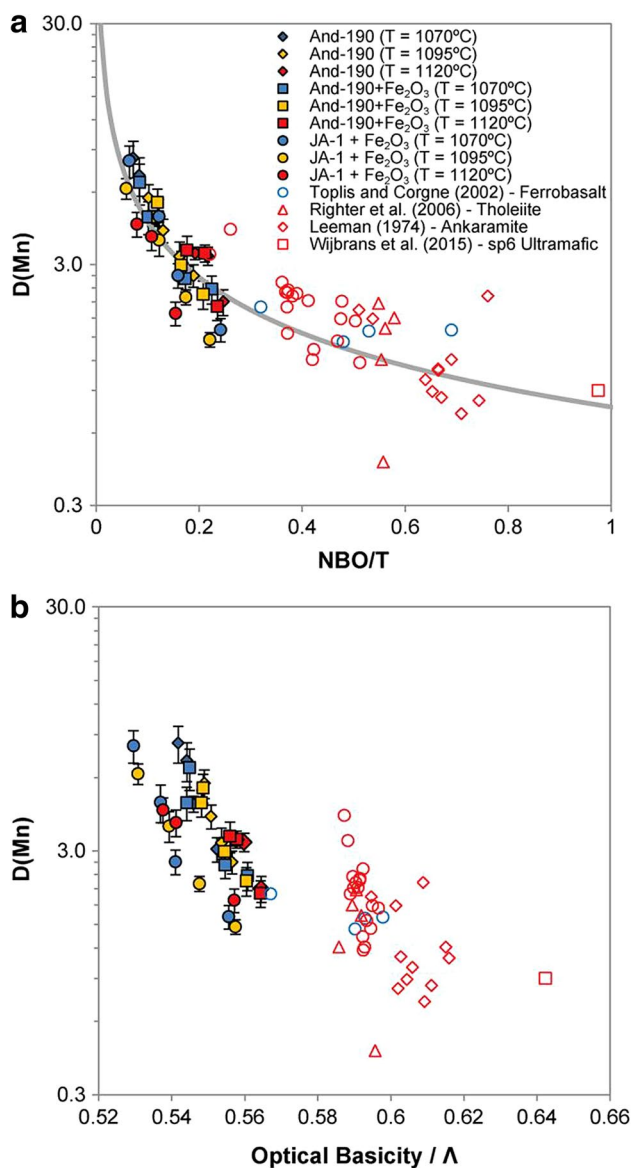 a
30.0
And-190 (T = 1070ºC)
And-190 (T = 1095ºC)
And-190 (T = 1120ºC)
And-190+Fe₂O₃ (T = 1070ºC)
And-190+Fe₂O₃ (T = 1095ºC)
And-190+Fe₂O₃ (T = 1120ºC)
JA-1 + Fe₂O₃ (T = 1070ºC)
JA-1 + Fe₂O₃ (T = 1095ºC)
JA-1 + Fe₂O₃ (T = 1120ºC)
Toplis and Corgne (2002) - Ferrobasalt
Righter et al. (2006) - Tholeiite
Leeman (1974) - Ankaramite
Wijbrans et al. (2015) - sp6 Ultramafic
D(Mn)
3.0
0.3
0 0.2 0.4 0.6 0.8 1
NBO/T
b
30.0
D(Mn)
3.0
0.3
0.52 0.54 0.56 0.58 0.6 0.62 0.64 0.66
Optical Basicity / Λ